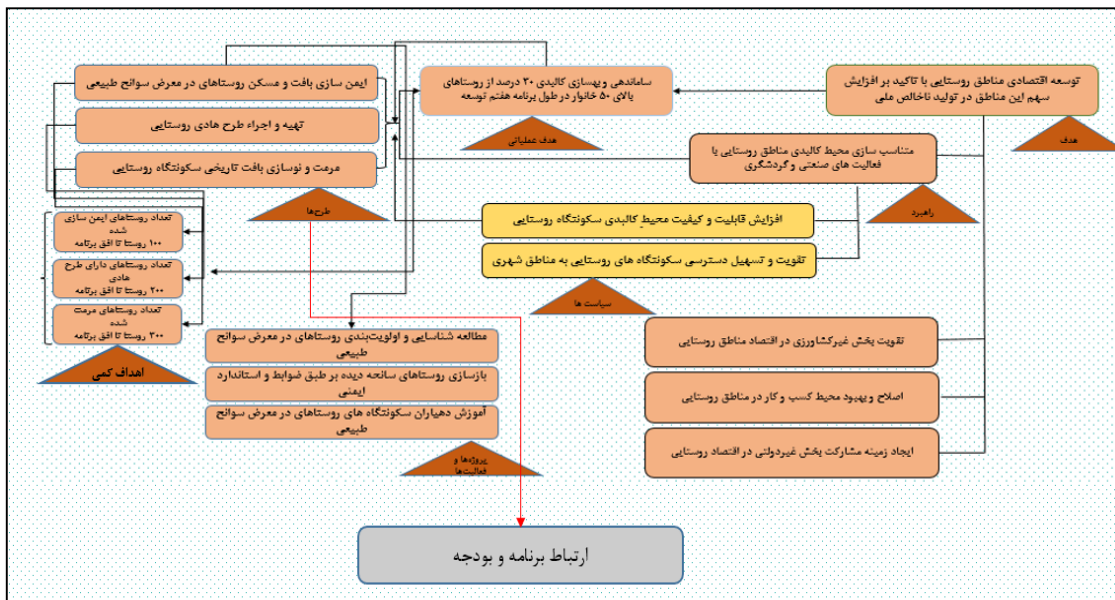 توسعه اقتصادی مناطق روستایی با تاکید بر افزایش
سهم این مناطق در تولید ناخالص ملی
هدف
ساماندهی و بهسازی کالبدی ۳۰ درصد از روستاهای
بالای ۵۰ خانوار در طول برنامه هفتم توسعه
هدف عملیاتی
ایمن سازی بافت و مسکن روستاهای در معرض سوانح طبیعی
تهیه و اجراء طرح هادی روستایی
مرمت و نوسازی بافت تاریخی سکونتگاه روستایی
طرح‌ها
متناسب سازی محیط کالبدی مناطق روستایی با
فعالیت های صنعتی و گردشگری
راهبرد
افزایش قابلیت و کیفیت محیط کالبدی سکونتگاه روستایی
تقویت و تسهیل دسترسی سکونتگاه های روستایی به مناطق شهری
سیاست ها
تعداد روستاهای ایمن سازی
شده
۱۰۰ روستا تا افق برنامه
تعداد روستاهای دارای طرح
هادی
۲۰۰ روستا تا افق برنامه
تعداد روستاهای مرمت
شده
۳۰۰ روستا تا افق برنامه
اهداف کمی
تقویت بخش غیرکشاورزی در اقتصاد مناطق روستایی
اصلاح و بهبود محیط کسب و کار در مناطق روستایی
ایجاد زمینه مشارکت بخش غیردولتی در اقتصاد روستایی
مطالعه شناسایی و اولویت‌بندی روستاهای در معرض سوانح
طبیعی
بازسازی روستاهای سانحه دیده بر طبق ضوابط و استاندارد
ایمنی
آموزش دهیاران سکونتگاه های روستاهای در معرض سوانح
طبیعی
پروژه‌ها و
فعالیت‌ها
ارتباط برنامه و بودجه